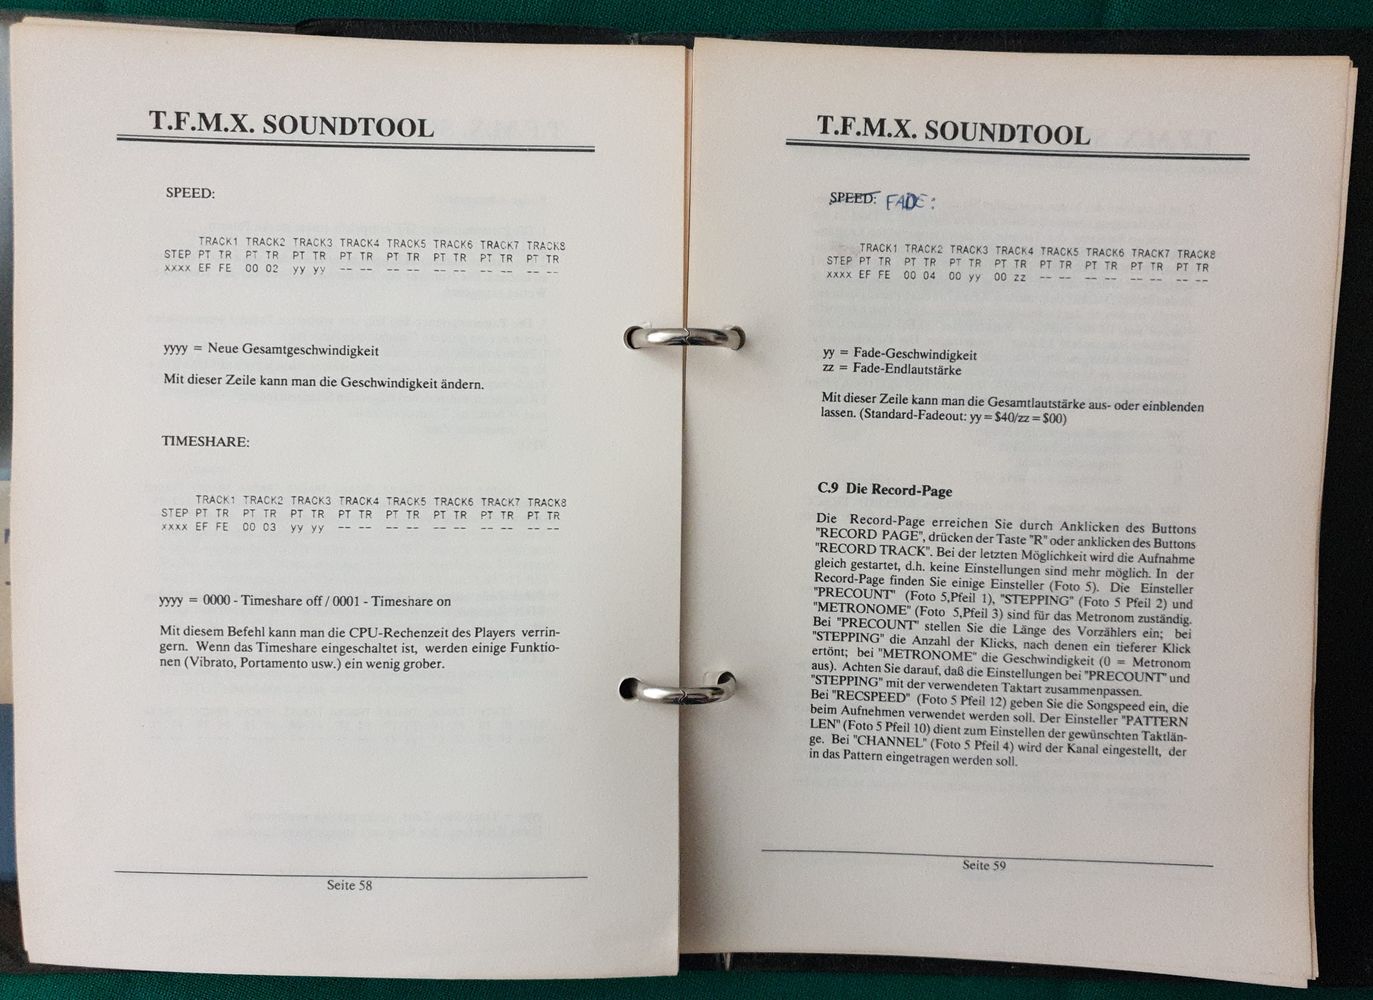 T.F.M.X. SOUNDTOOL
SPEED:
TRACK1 TRACK2 TRACK3 TRACK4 TRACK5 TRACK6 TRACK7 TRACK8
STEP PT TR PT TR PT TR PT TR PT TR PT TR PT TR PT TR
xxxx EF FE 00 02 yy yy -- -- -- -- -- -- -- -- -- --
yyyy = Neue Gesamtgeschwindigkeit
Mit dieser Zeile kann man die Geschwindigkeit ändern.
TIMESHARE:
TRACK1 TRACK2 TRACK3 TRACK4 TRACK5 TRACK6 TRACK7 TRACK8
STEP PT TR PT TR PT TR PT TR PT TR PT TR PT TR PT TR
xxxx EF FE 00 03 yy yy -- -- -- -- -- -- -- -- -- --
yyyy = 0000 - Timeshare off / 0001 - Timeshare on
Mit diesem Befehl kann man die CPU-Rechenzeit des Players verrin-
gern. Wenn das Timeshare eingeschaltet ist, werden einige Funktio-
nen (Vibrato, Portamento usw.) ein wenig grober.
Seite 58
T.F.M.X. SOUNDTOOL
SPEED: FADE:
TRACK1 TRACK2 TRACK3 TRACK4 TRACK5 TRACK6 TRACK7 TRACK8
STEP PT TR PT TR PT TR PT TR PT TR PT TR PT TR PT TR
xxxx EF FE 00 04 00 yy 00 zz -- -- -- -- -- -- -- --
yy = Fade-Geschwindigkeit
zz = Fade-Endlautstärke
Mit dieser Zeile kann man die Gesamtlautstärke aus- oder einblenden
lassen. (Standard-Fadeout: yy = $40/zz = $00)
C.9 Die Record-Page
Die Record-Page erreichen Sie durch Anklicken des Buttons
"RECORD PAGE", drücken der Taste "R" oder anklicken des Buttons
"RECORD TRACK". Bei der letzten Möglichkeit wird die Aufnahme
gleich gestartet, d.h. keine Einstellungen sind mehr möglich. In der
Record-Page finden Sie einige Einsteller (Foto 5). Die Einsteller
"PRECOUNT" (Foto 5,Pfeil 1), "STEPPING" (Foto 5 Pfeil 2) und
"METRONOME" (Foto 5,Pfeil 3) sind für das Metronom zuständig.
Bei "PRECOUNT" stellen Sie die Länge des Vorzählers ein; bei
"STEPPING" die Anzahl der Klicks, nach denen ein tieferer Klick
ertönt; bei "METRONOME" die Geschwindigkeit (0 = Metronom
aus). Achten Sie darauf, daß die Einstellungen bei "PRECOUNT" und
"STEPPING" mit der verwendeten Taktart zusammenpassen.
Bei "RECSPEED" (Foto 5 Pfeil 12) geben Sie die Songspeed ein, die
beim Aufnehmen verwendet werden soll. Der Einsteller "PATTERN
LEN" (Foto 5 Pfeil 10) dient zum Einstellen der gewünschten Taktlän-
ge. Bei "CHANNEL" (Foto 5 Pfeil 4) wird der Kanal eingestellt, der
in das Pattern eingetragen werden soll.
Seite 59